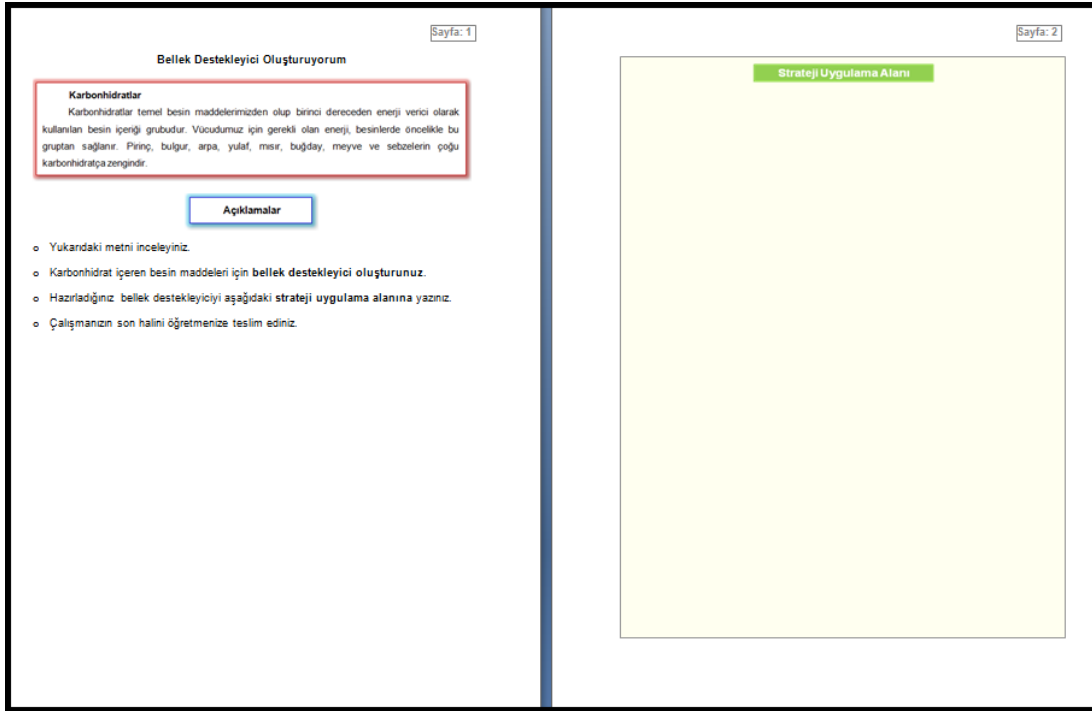 Sayfa: 1
Bellek Destekleyici Oluşturuyorum
Karbonhidratlar
Karbonhidratlar temel besin maddelerimizden olup birinci dereceden enerji verici olarak
kullanılan besin içeriği grubudur. Vücudumuz için gerekli olan enerji, besinlerde öncelikle bu
gruptan sağlanır. Pirinç, bulgur, arpa, yulaf, mısır, buğday, meyve ve sebzelerin çoğu
karbonhidratça zengindir.
Açıklamalar
o Yukarıdaki metni inceleyiniz.
o Karbonhidrat içeren besin maddeleri için bellek destekleyici oluşturunuz.
o Hazırladığınız bellek destekleyiciyi aşağıdaki strateji uygulama alanına yazınız.
o Çalışmanızın son halini öğretmenize teslim ediniz.
Sayfa: 2
Strateji Uygulama Alanı